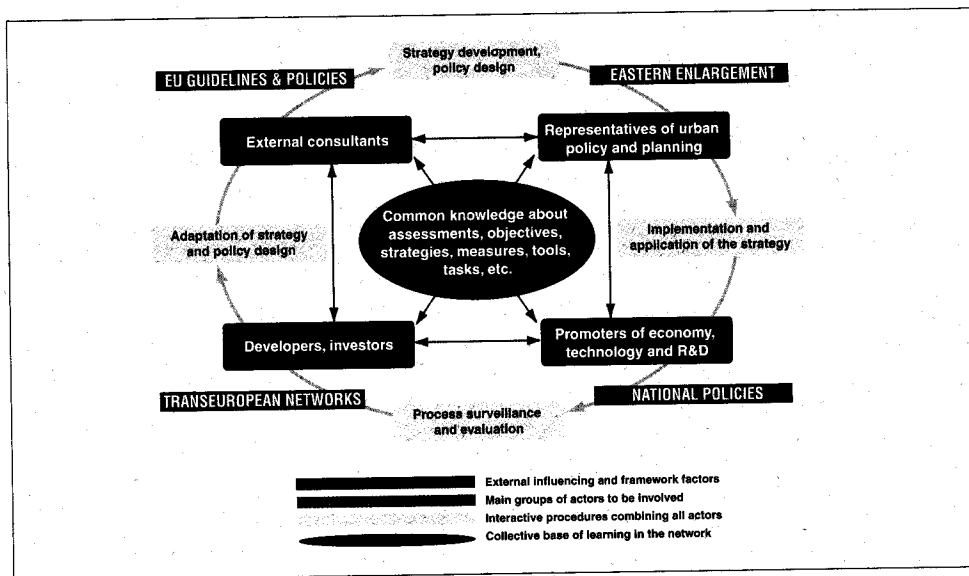 Strategy development,
policy design
EU GUIDELINES & POLICIES
EASTERN ENLARGEMENT
External consultants
Representatives of urban
policy and planning
Common knowledge about
assessments, objectives,
strategies, measures, tools,
tasks, etc.
Adaptation of strategy
and policy design
Implementation and
application of the strategy
Developers, investors
Promoters of economy,
technology and R&D
TRANSEUROPEAN NETWORKS
NATIONAL POLICIES
Process surveillance
and evaluation
External influencing and framework factors
Main groups of actors to be involved
Interactive procedures combining all actors
Collective base of learning in the network